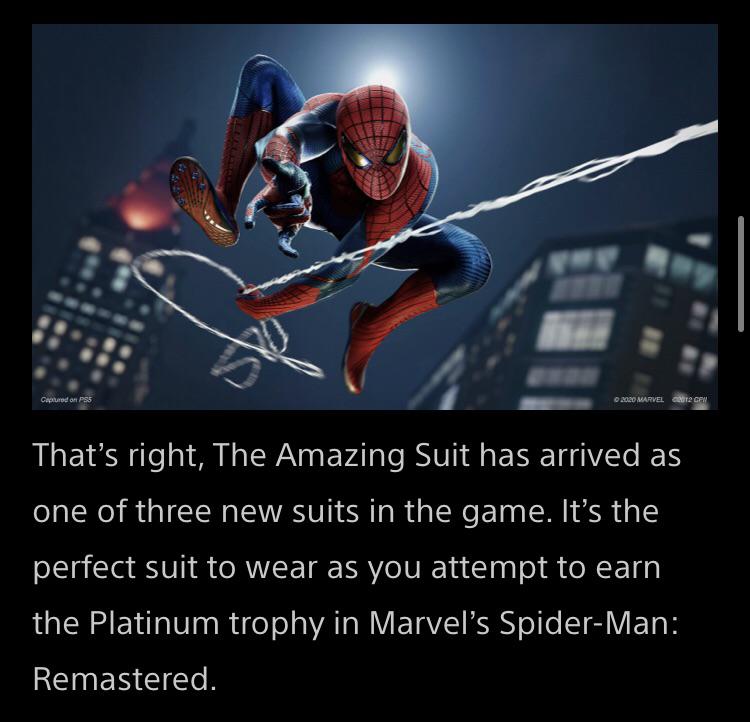 Captured on PS5
© 2020 MARVEL ©2012 CPII
That’s right, The Amazing Suit has arrived as
one of three new suits in the game. It’s the
perfect suit to wear as you attempt to earn
the Platinum trophy in Marvel’s Spider-Man:
Remastered.